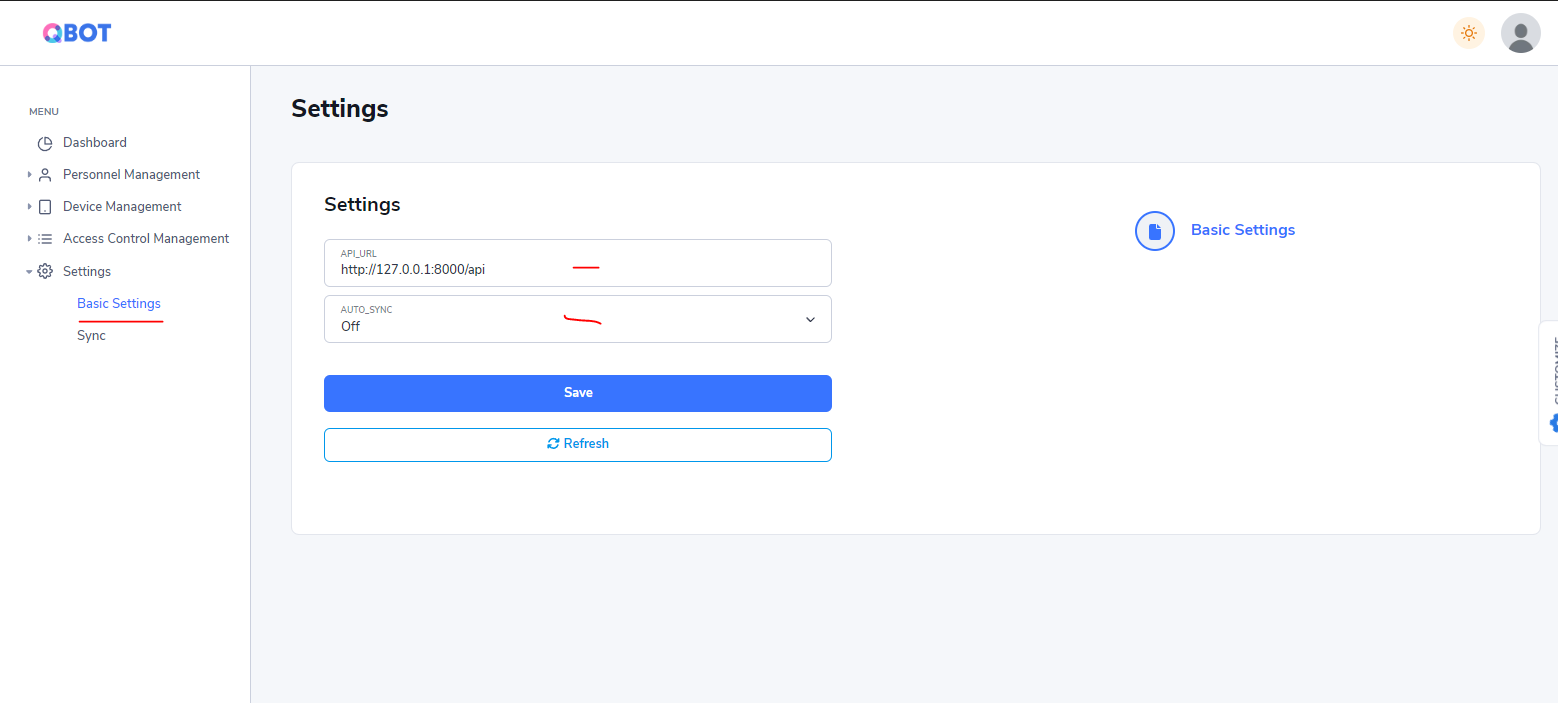 QBOT
MENU
Dashboard
Personnel Management
Device Management
Access Control Management
Settings
Basic Settings
Sync
Settings
Settings
API_URL
http://127.0.0.1:8000/api
AUTO_SYNC
Off
Save
Refresh
Basic Settings
CUSTOMIZE